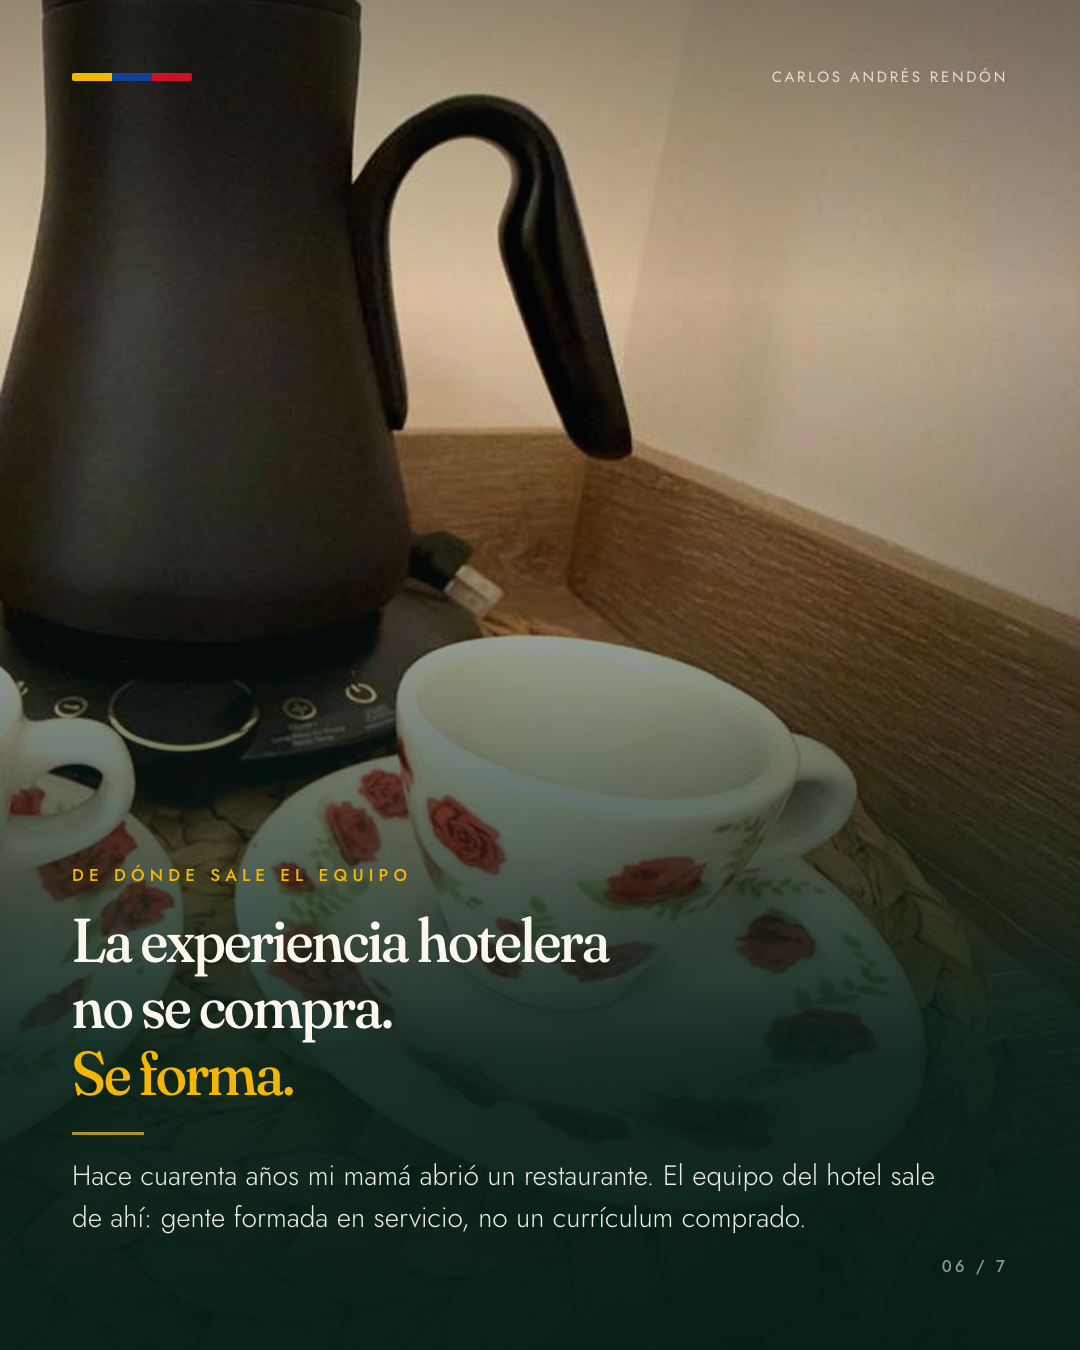 CARLOS ANDRÉS RENDÓN
DE DÓNDE SALE EL EQUIPO
La experiencia hotelera
no se compra.
Se forma.
Hace cuarenta años mi mamá abrió un restaurante. El equipo del hotel sale
de ahí: gente formada en servicio, no un currículum comprado.
06 / 7